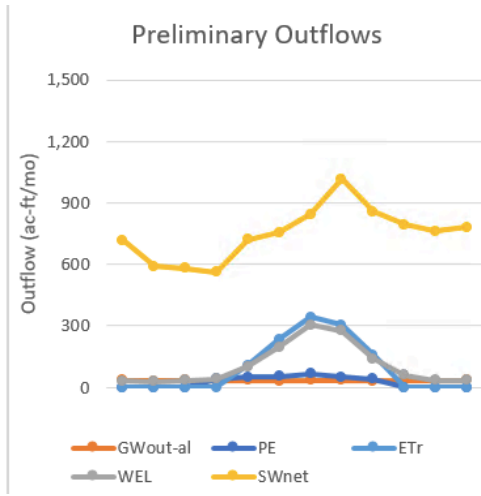 Preliminary Outflows
1,500
1,200
900
600
300
0
Outflow (ac-ft/mo)
GWout-al PE ETr
WEL SWnet